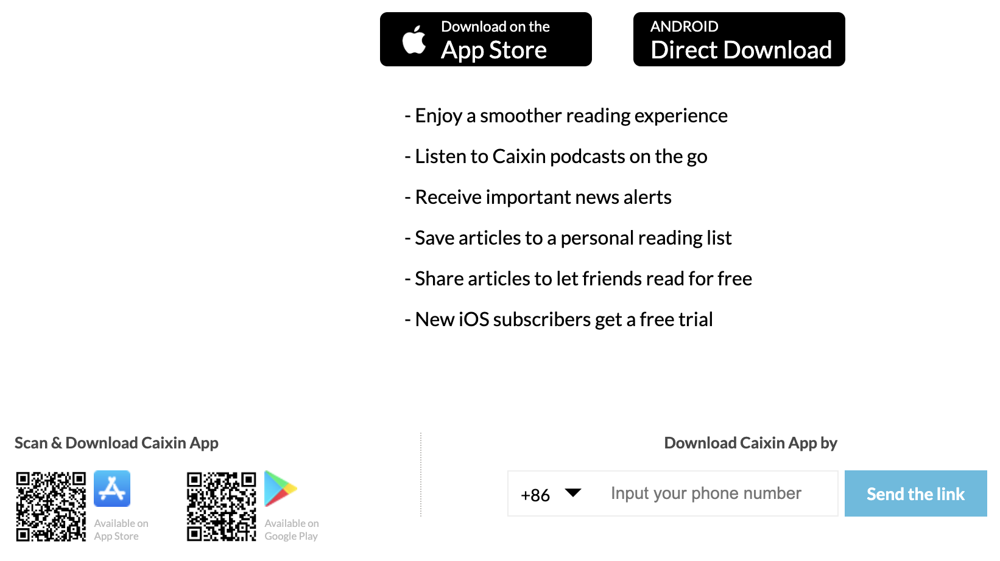 Download on the
App Store
ANDROID
Direct Download
- Enjoy a smoother reading experience
- Listen to Caixin podcasts on the go
- Receive important news alerts
- Save articles to a personal reading list
- Share articles to let friends read for free
- New iOS subscribers get a free trial
Scan & Download Caixin App
Available on
App Store
Available on
Google Play
Download Caixin App by
+86
Input your phone number
Send the link